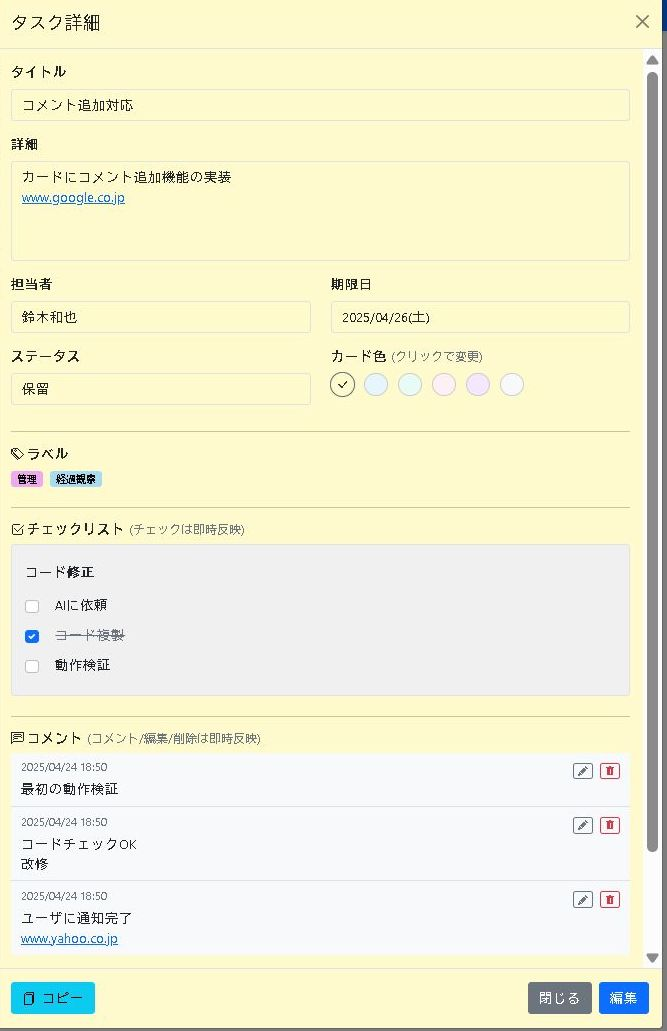 タスク詳細
タイトル
コメント追加対応
詳細
カードにコメント追加機能の実装
www.google.co.jp
担当者
期限日
鈴木和也
2025/04/26(土)
ステータス
カード色 (クリックで変更)
保留
ラベル
管理 経過観察
チェックリスト (チェックは即時反映)
コード修正
AIに依頼
コード複製
動作検証
コメント (コメント/編集/削除は即時反映)
2025/04/24 18:50
最初の動作検証
2025/04/24 18:50
コードチェックOK
改修
2025/04/24 18:50
ユーザに通知完了
www.yahoo.co.jp
コピー
閉じる
編集